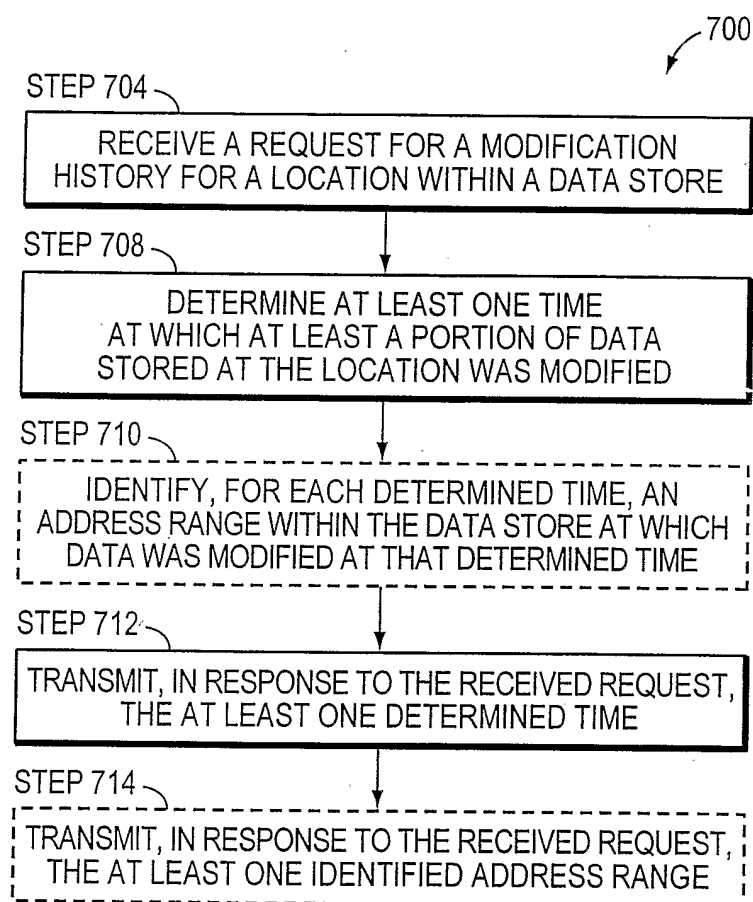 700
STEP 704
RECEIVE A REQUEST FOR A MODIFICATION
HISTORY FOR A LOCATION WITHIN A DATA STORE
STEP 708
DETERMINE AT LEAST ONE TIME
AT WHICH AT LEAST A PORTION OF DATA
STORED AT THE LOCATION WAS MODIFIED
STEP 710
IDENTIFY, FOR EACH DETERMINED TIME, AN
ADDRESS RANGE WITHIN THE DATA STORE AT WHICH
DATA WAS MODIFIED AT THAT DETERMINED TIME
STEP 712
TRANSMIT, IN RESPONSE TO THE RECEIVED REQUEST,
THE AT LEAST ONE DETERMINED TIME
STEP 714
TRANSMIT, IN RESPONSE TO THE RECEIVED REQUEST,
THE AT LEAST ONE IDENTIFIED ADDRESS RANGE